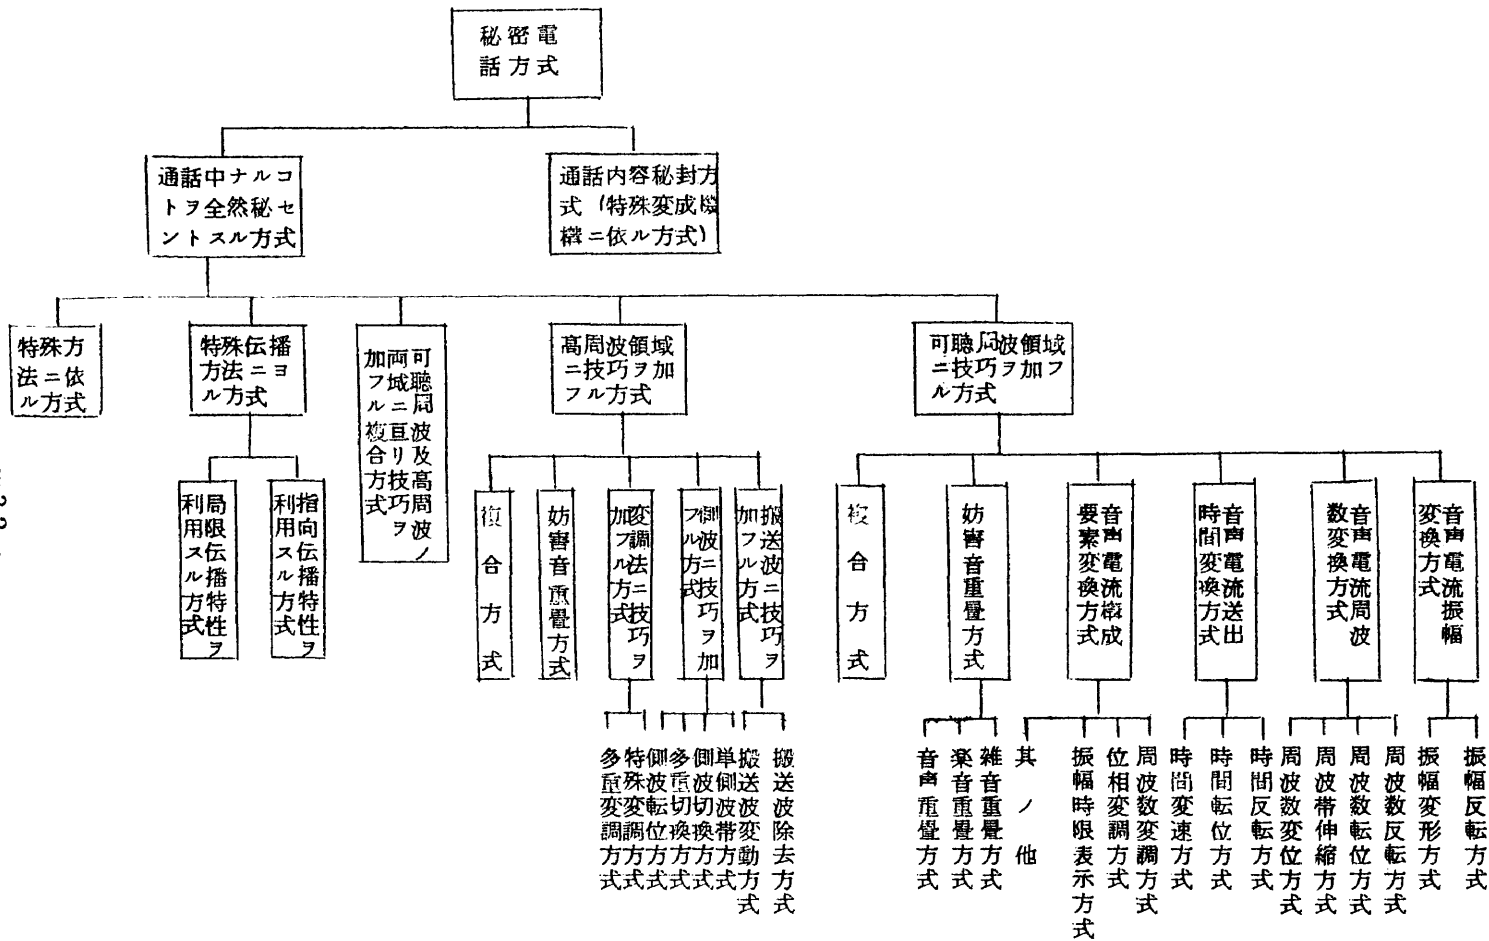 秘密電
話方式
通話中ナルコ
トヲ全然秘セ
ントスル方式
通話内容秘封方
式(特殊変成機
構ニ依ル方式)
特殊方
法ニ依
ル方式
特殊伝播
方法ニヨ
ル方式
可聴周波及高周波ノ
両域ニ亘リ技巧ヲ
加フル複合方式
高周波領域
ニ技巧ヲ加
フル方式
可聴周波領域
ニ技巧ヲ加フ
ル方式
指向伝播特性ヲ
利用スル方式
局限伝播特性ヲ
利用スル方式
搬送波ニ技巧ヲ
加フル方式
側波ニ技巧ヲ加
フル方式
変調法ニ技巧ヲ
加フル方式
妨害音重畳方式
複合方式
音声電流振幅
変換方式
音声電流周波
数変換方式
音声電流送出
時間変換方式
音声電流構成
要素変換方式
妨害音重畳方式
複合方式
搬送波除去方式
搬送波変動方式
単側波帯方式
側波切換方式
多重切換方式
側波転位方式
特殊変調方式
多重変調方式
振幅反転方式
振幅変形方式
周波数反転方式
周波数転位方式
周波帯伸縮方式
周波数変位方式
時間反転方式
時間転位方式
時間変速方式
周波数変調方式
位相変調方式
振幅時限表示方式
其ノ他
雑音重畳方式
楽音重畳方式
音声重畳方式